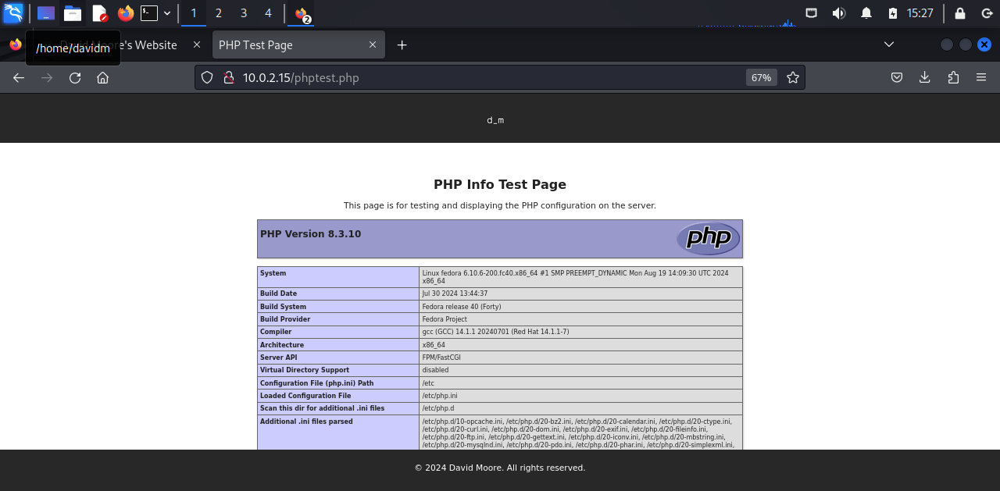 1 2 3 4 2 15:27
David Moore's Website PHP Test Page
/home/davidm
10.0.2.15/phptest.php 67%
d_m
PHP Info Test Page
This page is for testing and displaying the PHP configuration on the server.
PHP Version 8.3.10 php
System Linux fedora 6.10.6-200.fc40.x86_64 #1 SMP PREEMPT_DYNAMIC Mon Aug 19 14:09:30 UTC 2024
x86_64
Build Date Jul 30 2024 13:44:37
Build System Fedora release 40 (Forty)
Build Provider Fedora Project
Compiler gcc (GCC) 14.1.1 20240701 (Red Hat 14.1.1-7)
Architecture x86_64
Server API FPM/FastCGI
Virtual Directory Support disabled
Configuration File (php.ini) Path /etc
Loaded Configuration File /etc/php.ini
Scan this dir for additional .ini files /etc/php.d
Additional .ini files parsed /etc/php.d/10-opcache.ini, /etc/php.d/20-bz2.ini, /etc/php.d/20-calendar.ini, /etc/php.d/20-ctype.ini,
/etc/php.d/20-curl.ini, /etc/php.d/20-dom.ini, /etc/php.d/20-exif.ini, /etc/php.d/20-fileinfo.ini,
/etc/php.d/20-ftp.ini, /etc/php.d/20-gettext.ini, /etc/php.d/20-iconv.ini, /etc/php.d/20-mbstring.ini,
/etc/php.d/20-mysqlnd.ini, /etc/php.d/20-pdo.ini, /etc/php.d/20-phar.ini, /etc/php.d/20-simplexml.ini,
© 2024 David Moore. All rights reserved.